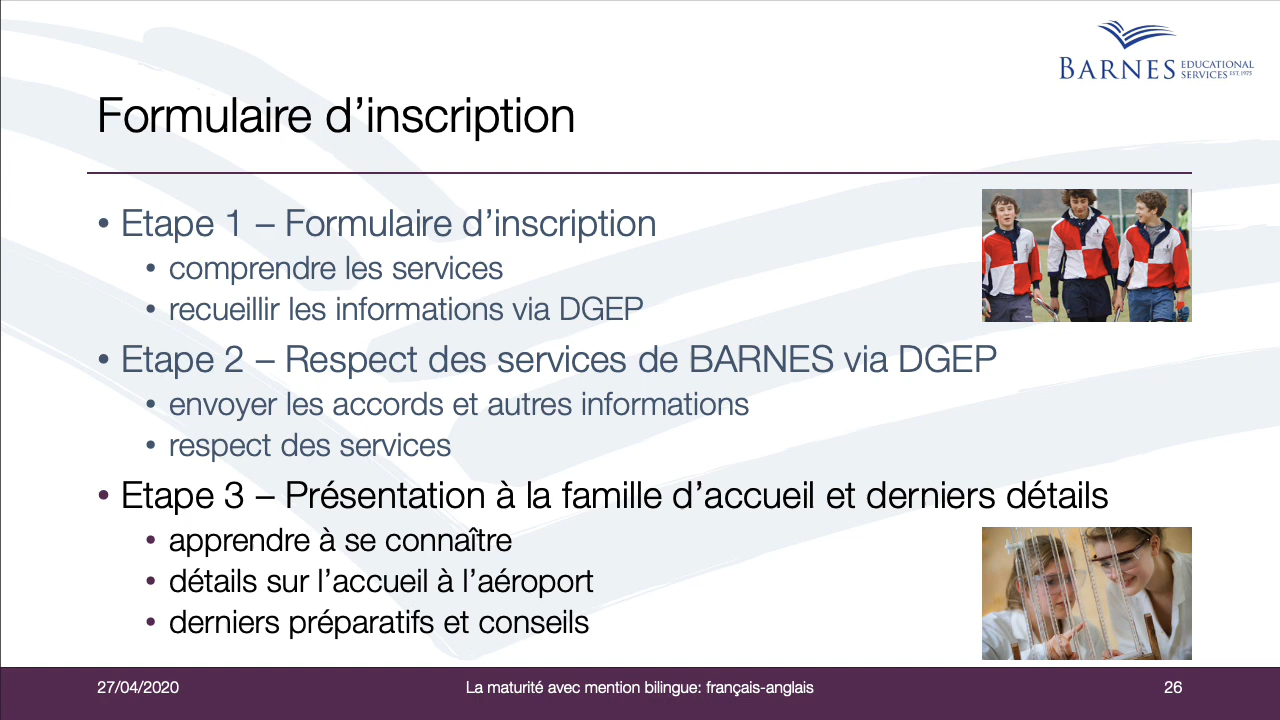 BARNES EDUCATIONAL SERVICES EST. 1975
Formulaire d’inscription
• Etape 1 – Formulaire d’inscription
• comprendre les services
• recueillir les informations via DGEP
• Etape 2 – Respect des services de BARNES via DGEP
• envoyer les accords et autres informations
• respect des services
• Etape 3 – Présentation à la famille d’accueil et derniers détails
• apprendre à se connaître
• détails sur l’accueil à l’aéroport
• derniers préparatifs et conseils
27/04/2020
La maturité avec mention bilingue: français-anglais
26